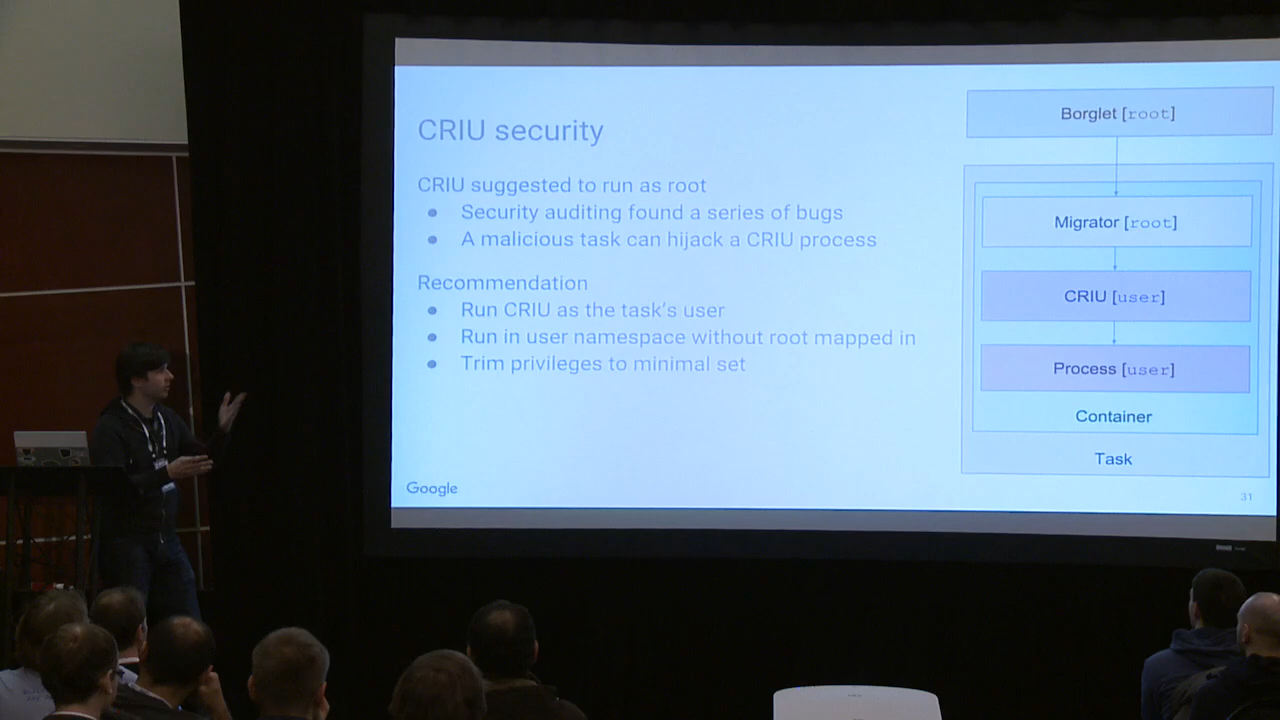 CRIU security
CRIU suggested to run as root
● Security auditing found a series of bugs
● A malicious task can hijack a CRIU process
Recommendation
● Run CRIU as the task's user
● Run in user namespace without root mapped in
● Trim privileges to minimal set
Borglet [root]
Migrator [root]
CRIU [user]
Process [user]
Container
Task
Google
31